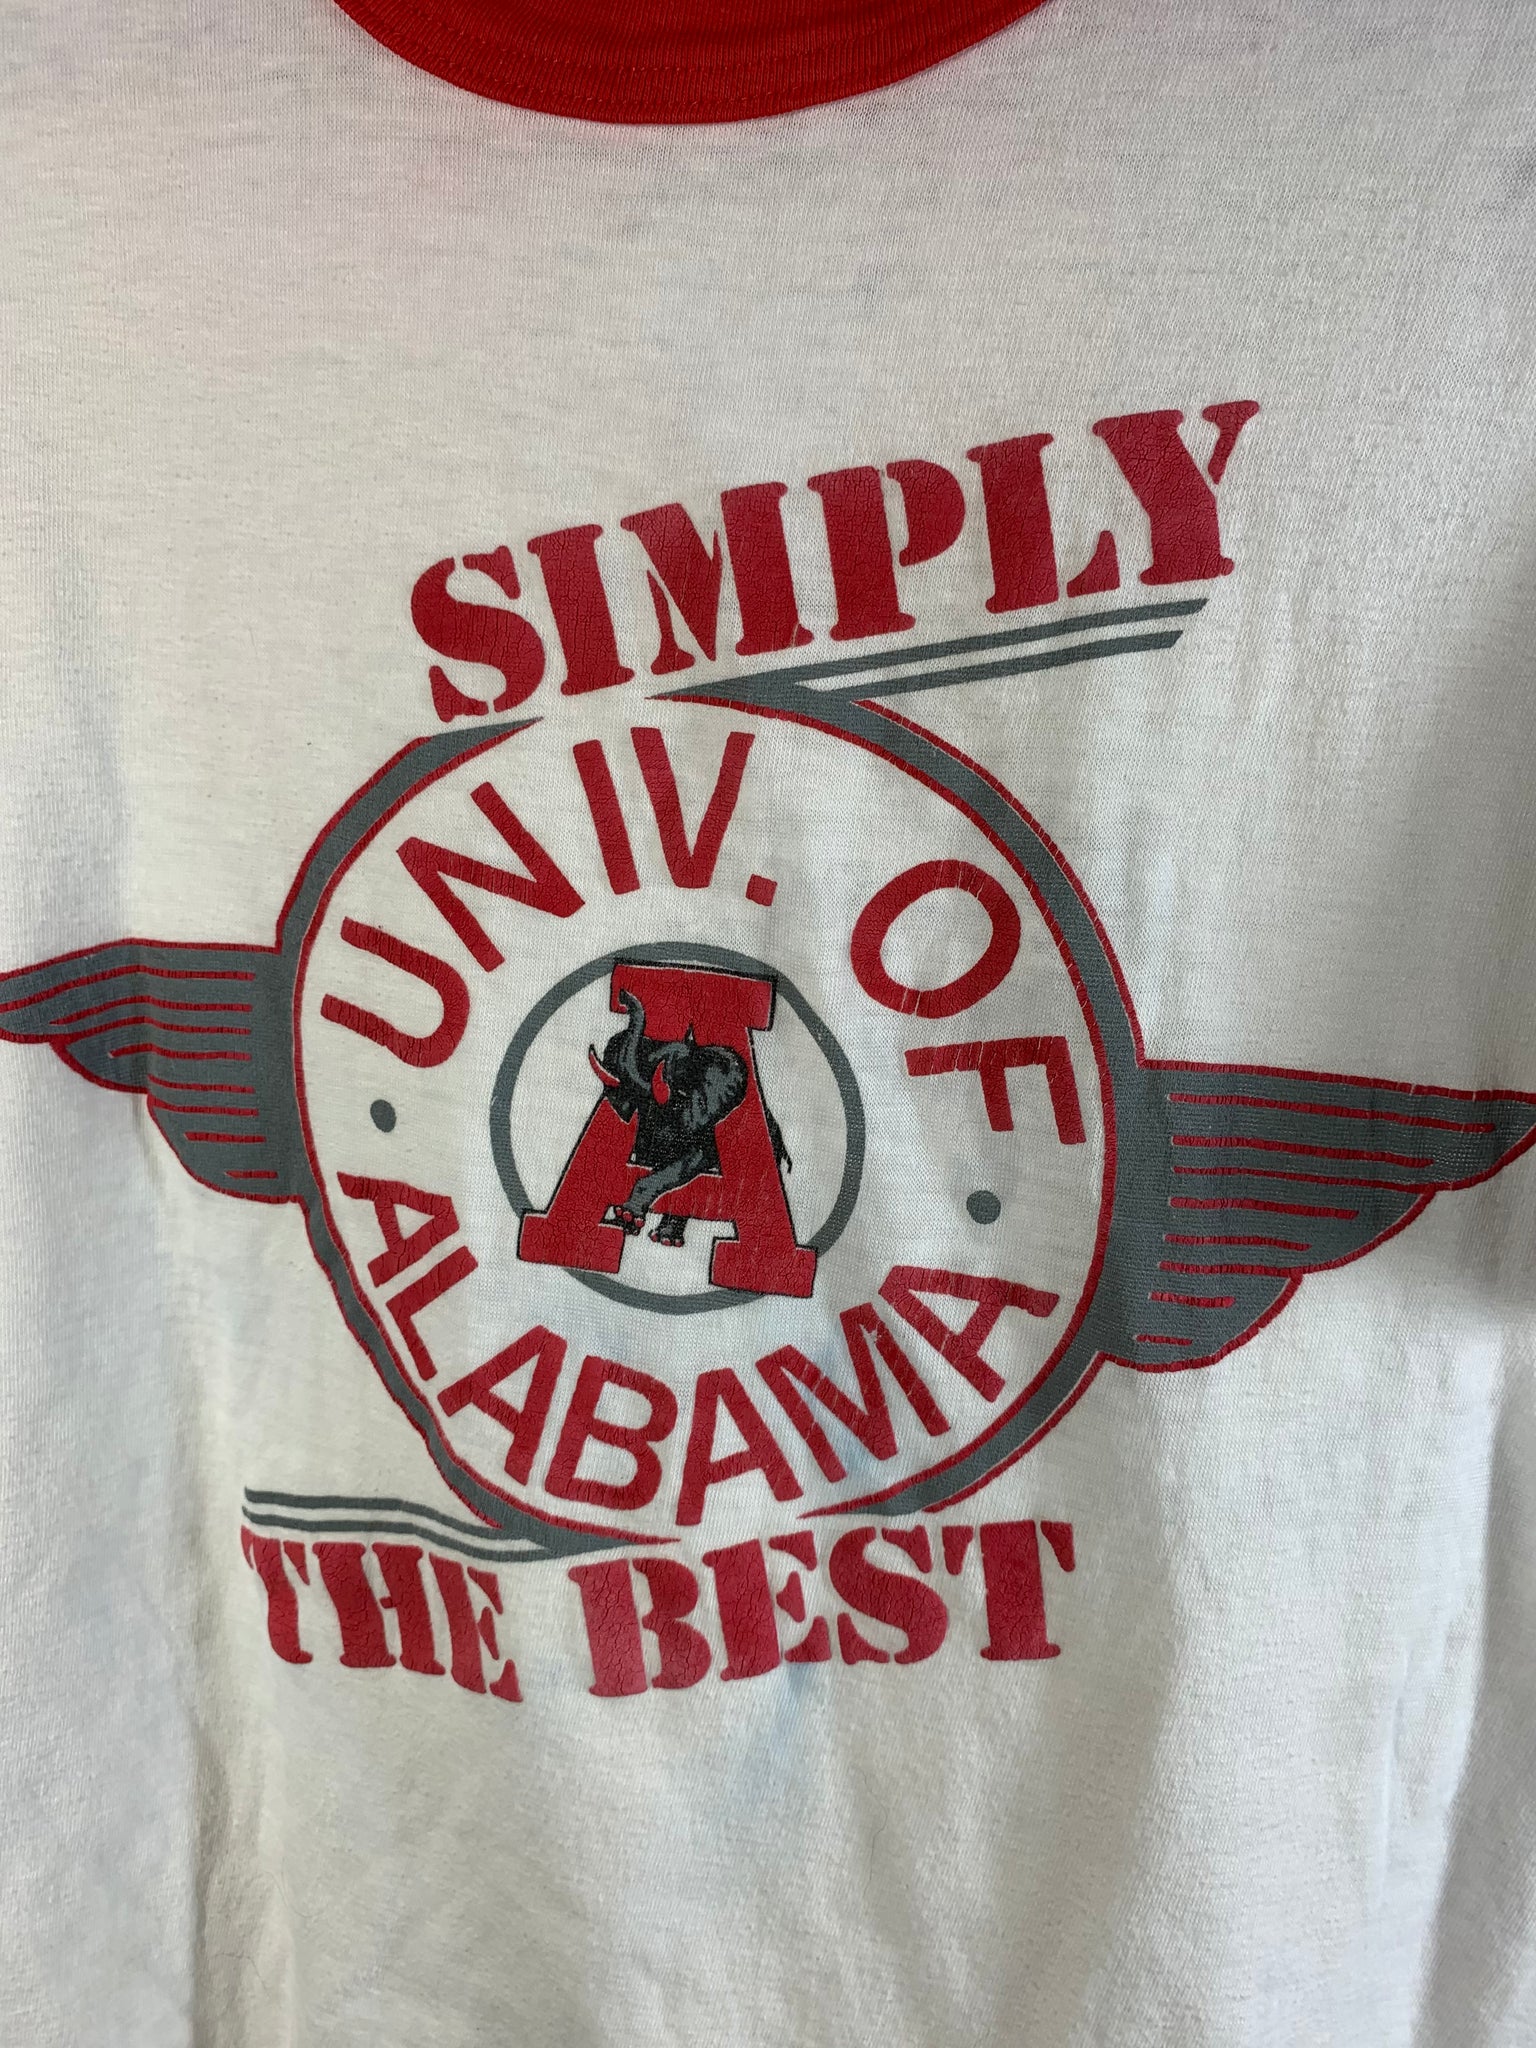 SIMPLY
UNIV. OF
A
• ALABAMA •
THE BEST